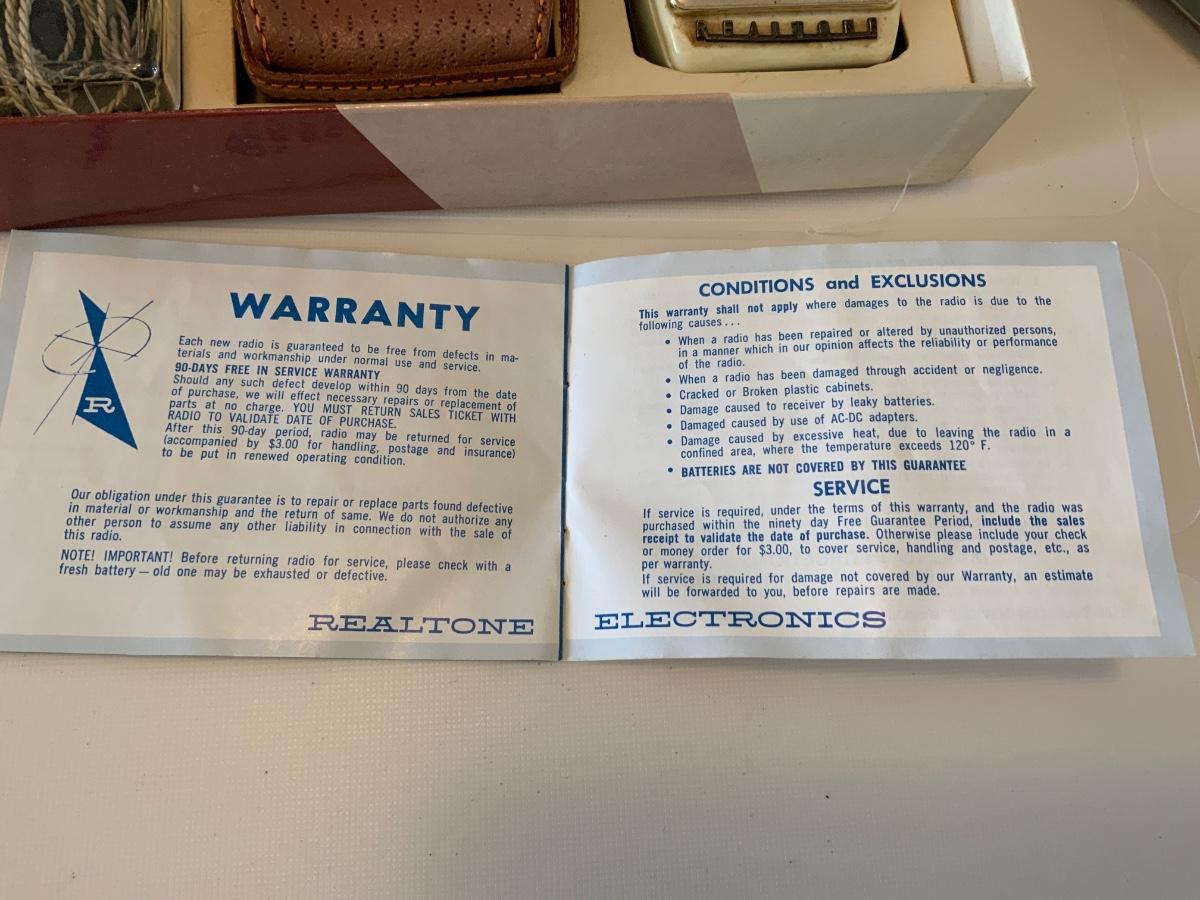 REALTONE
WARRANTY
Each new radio is guaranteed to be free from defects in ma-
terials and workmanship under normal use and service.
90-DAYS FREE IN SERVICE WARRANTY
Should any such defect develop within 90 days from the date
of purchase, we will effect necessary repairs or replacement of
parts at no charge. YOU MUST RETURN SALES TICKET WITH
RADIO TO VALIDATE DATE OF PURCHASE.
After this 90-day period, radio may be returned for service
(accompanied by $3.00 for handling, postage and insurance)
to be put in renewed operating condition.
R
Our obligation under this guarantee is to repair or replace parts found defective
in material or workmanship and the return of same. We do not authorize any
other person to assume any other liability in connection with the sale of
this radio.
NOTE! IMPORTANT! Before returning radio for service, please check with a
fresh battery — old one may be exhausted or defective.
REALTONE
CONDITIONS and EXCLUSIONS
This warranty shall not apply where damages to the radio is due to the
following causes...
• When a radio has been repaired or altered by unauthorized persons,
in a manner which in our opinion affects the reliability or performance
of the radio.
• When a radio has been damaged through accident or negligence.
• Cracked or Broken plastic cabinets.
• Damage caused to receiver by leaky batteries.
• Damaged caused by use of AC-DC adapters.
• Damage caused by excessive heat, due to leaving the radio in a
confined area, where the temperature exceeds 120° F.
• BATTERIES ARE NOT COVERED BY THIS GUARANTEE
SERVICE
If service is required, under the terms of this warranty, and the radio was
purchased within the ninety day Free Guarantee Period, include the sales
receipt to validate the date of purchase. Otherwise please include your check
or money order for $3.00, to cover service, handling and postage, etc., as
per warranty.
If service is required for damage not covered by our Warranty, an estimate
will be forwarded to you, before repairs are made.
ELECTRONICS